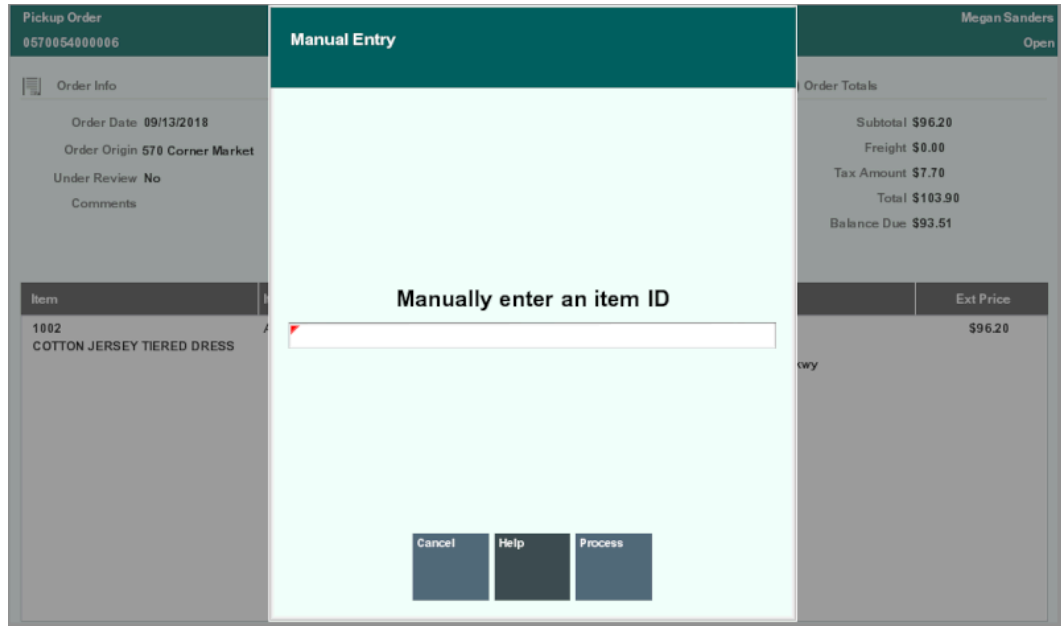 Pickup Order
Megan Sanders
0570054000006
Open
Manual Entry
Order Info
Order Totals
Order Date 09/13/2018
Order Origin 570 Corner Market
Under Review No
Comments
Subtotal $96.20
Freight $0.00
Tax Amount $7.70
Total $103.90
Balance Due $93.51
Item
Ext Price
Manually enter an item ID
1002
$96.20
COTTON JERSEY TIERED DRESS
Cancel
Help
Process